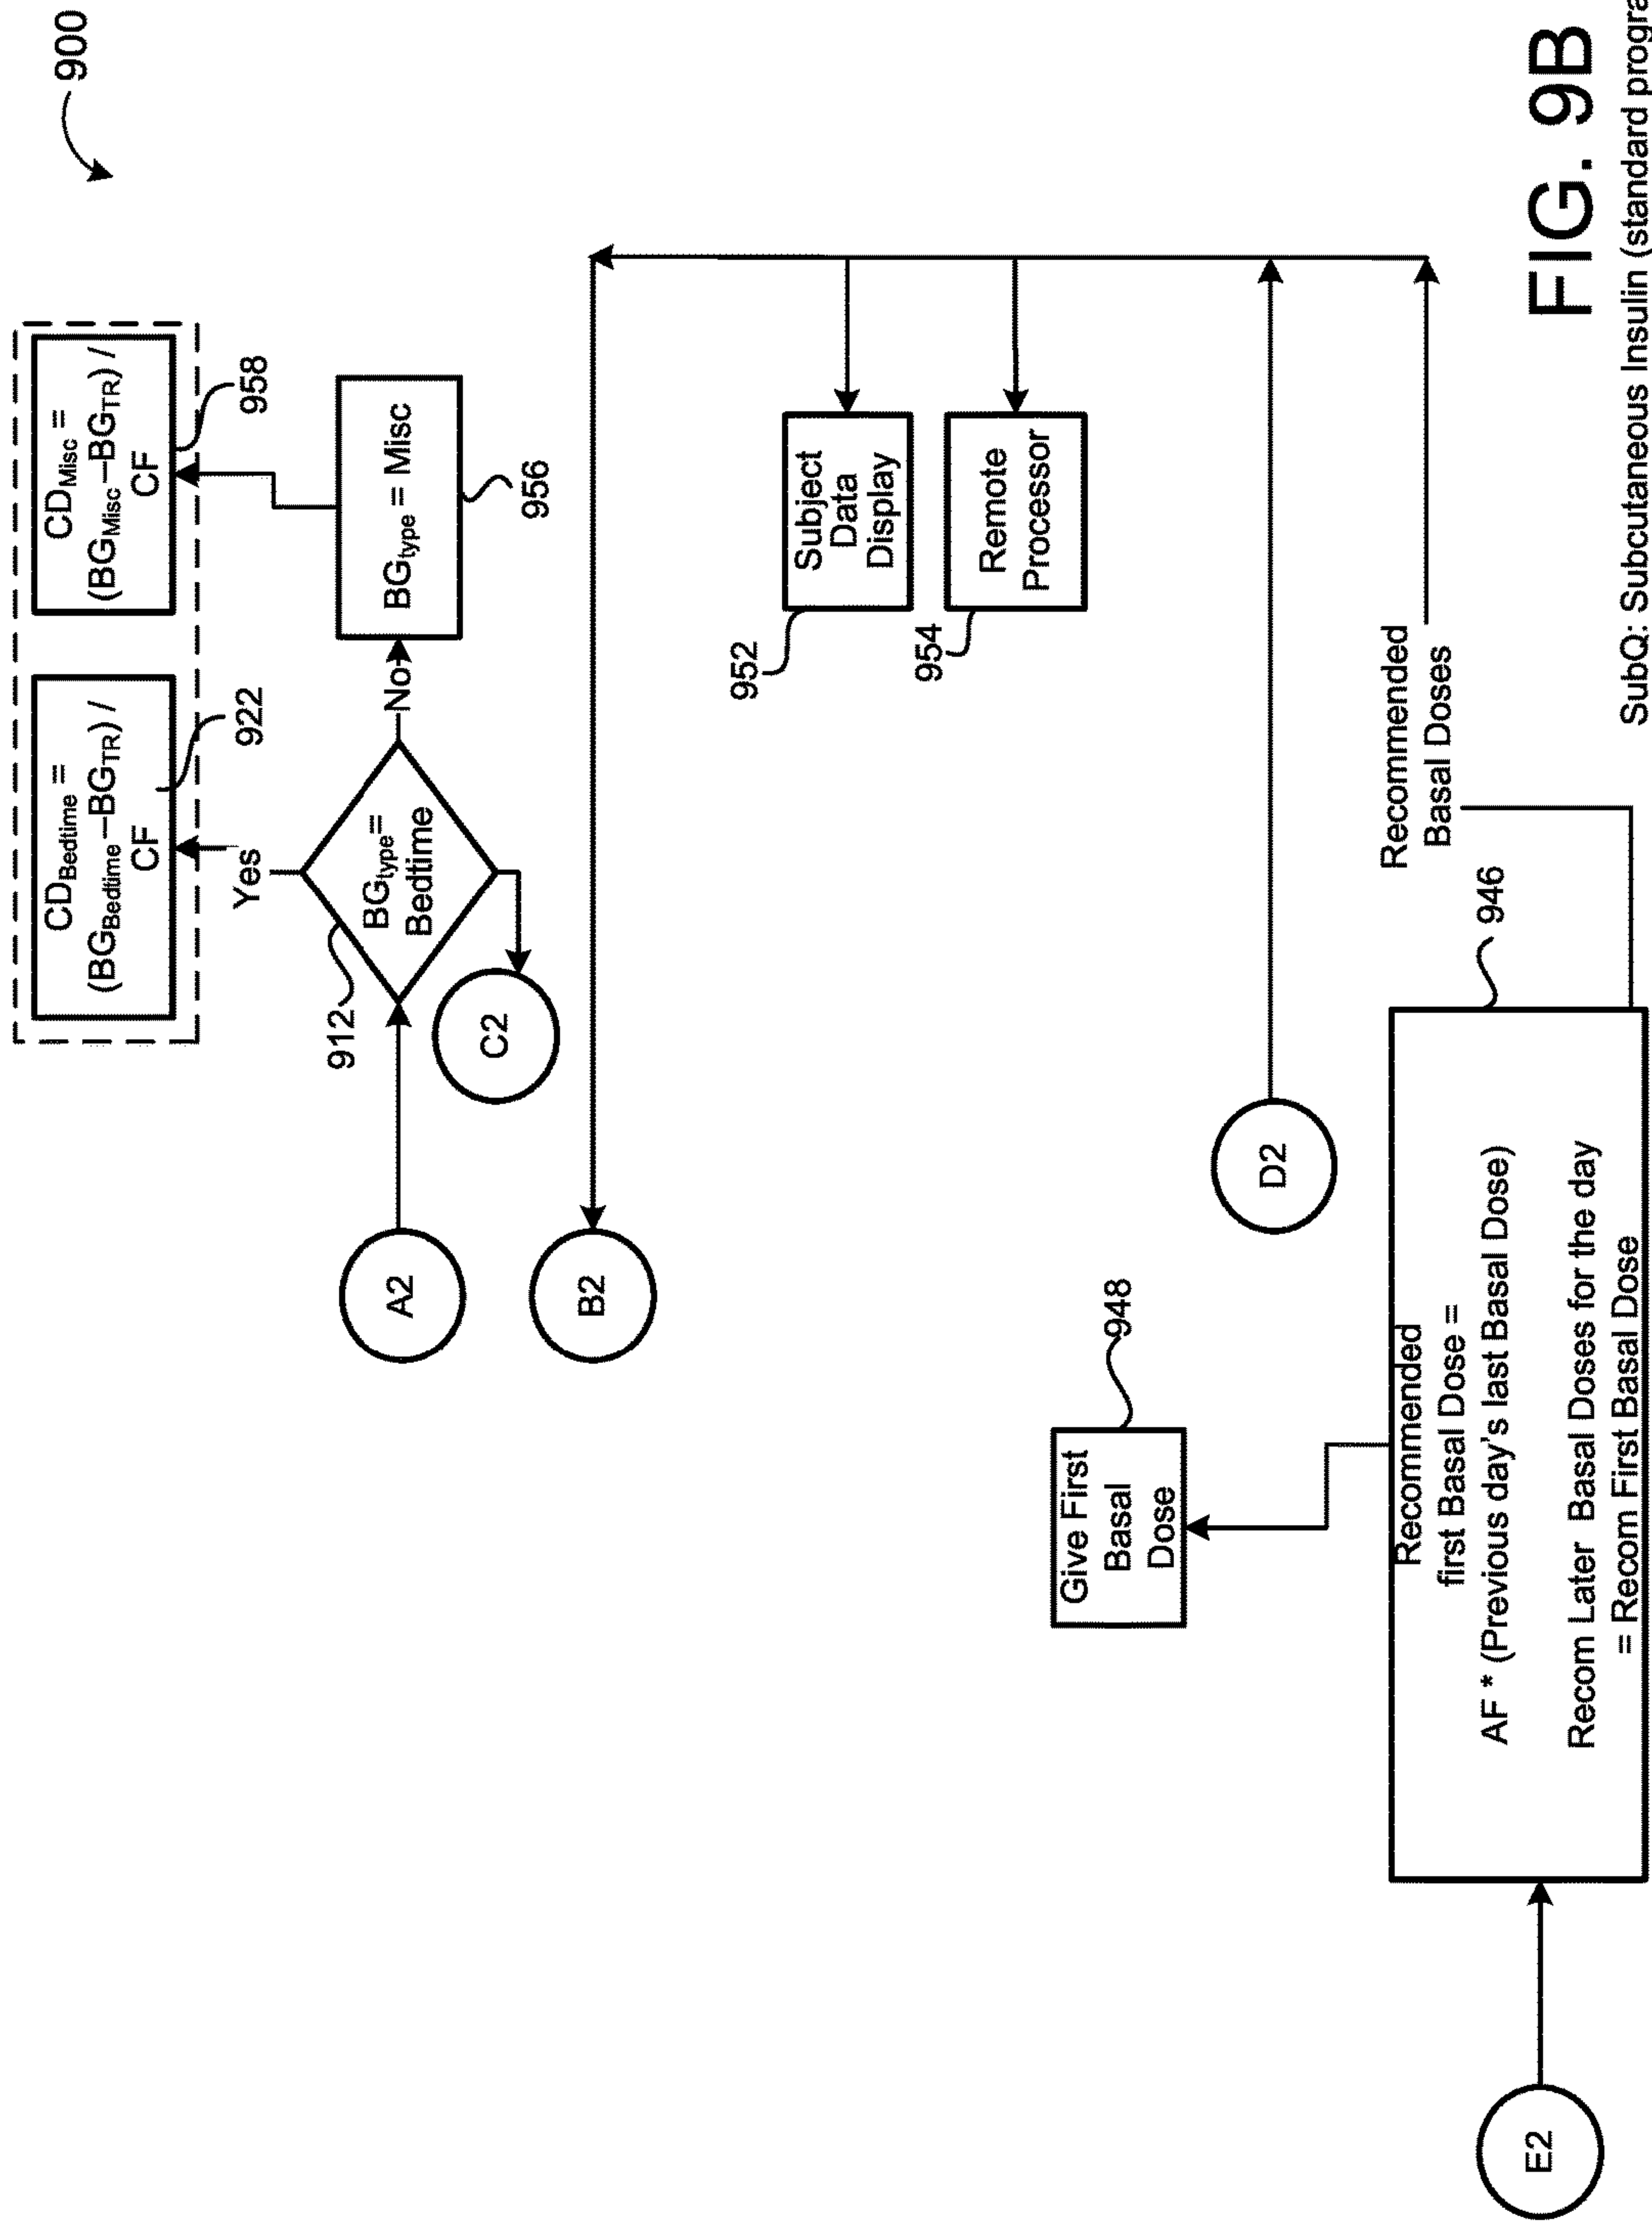 900
CD_Bedtime =
(BG_Bedtime–BG_TR) /
CF
922
CD_Misc =
(BG_Misc–BG_TR) /
CF
958
Yes
912
BG_type=
Bedtime
No
BG_type = Misc
956
A2
C2
B2
952
Subject
Data
Display
954
Remote
Processor
D2
948
Give First
Basal
Dose
Recommended
Basal Doses
946
Recommended
first Basal Dose =
AF * (Previous day's last Basal Dose)
Recom Later Basal Doses for the day
= Recom First Basal Dose
E2
FIG. 9B
SubQ: Subcutaneous Insulin (standard progra